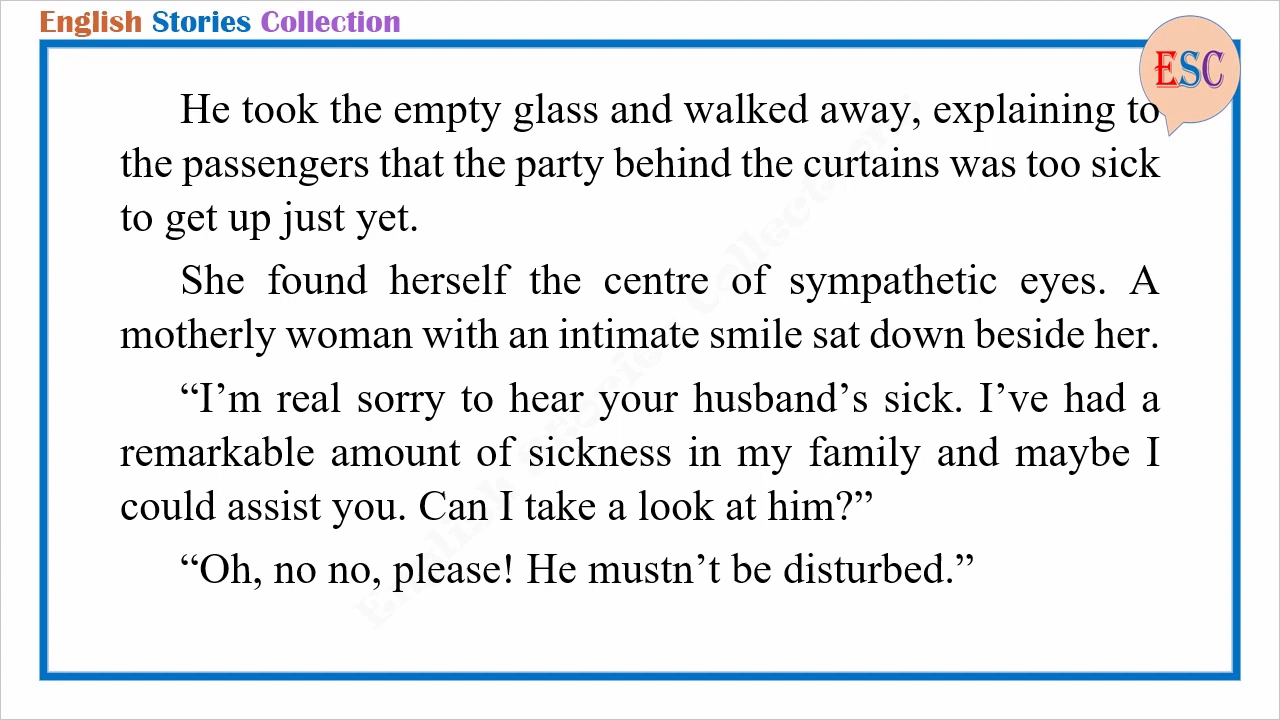 English Stories Collection
ESC
He took the empty glass and walked away, explaining to
the passengers that the party behind the curtains was too sick
to get up just yet.
She found herself the centre of sympathetic eyes. A
motherly woman with an intimate smile sat down beside her.
“I’m real sorry to hear your husband’s sick. I’ve had a
remarkable amount of sickness in my family and maybe I
could assist you. Can I take a look at him?”
“Oh, no no, please! He mustn’t be disturbed.”
English Stories Collection